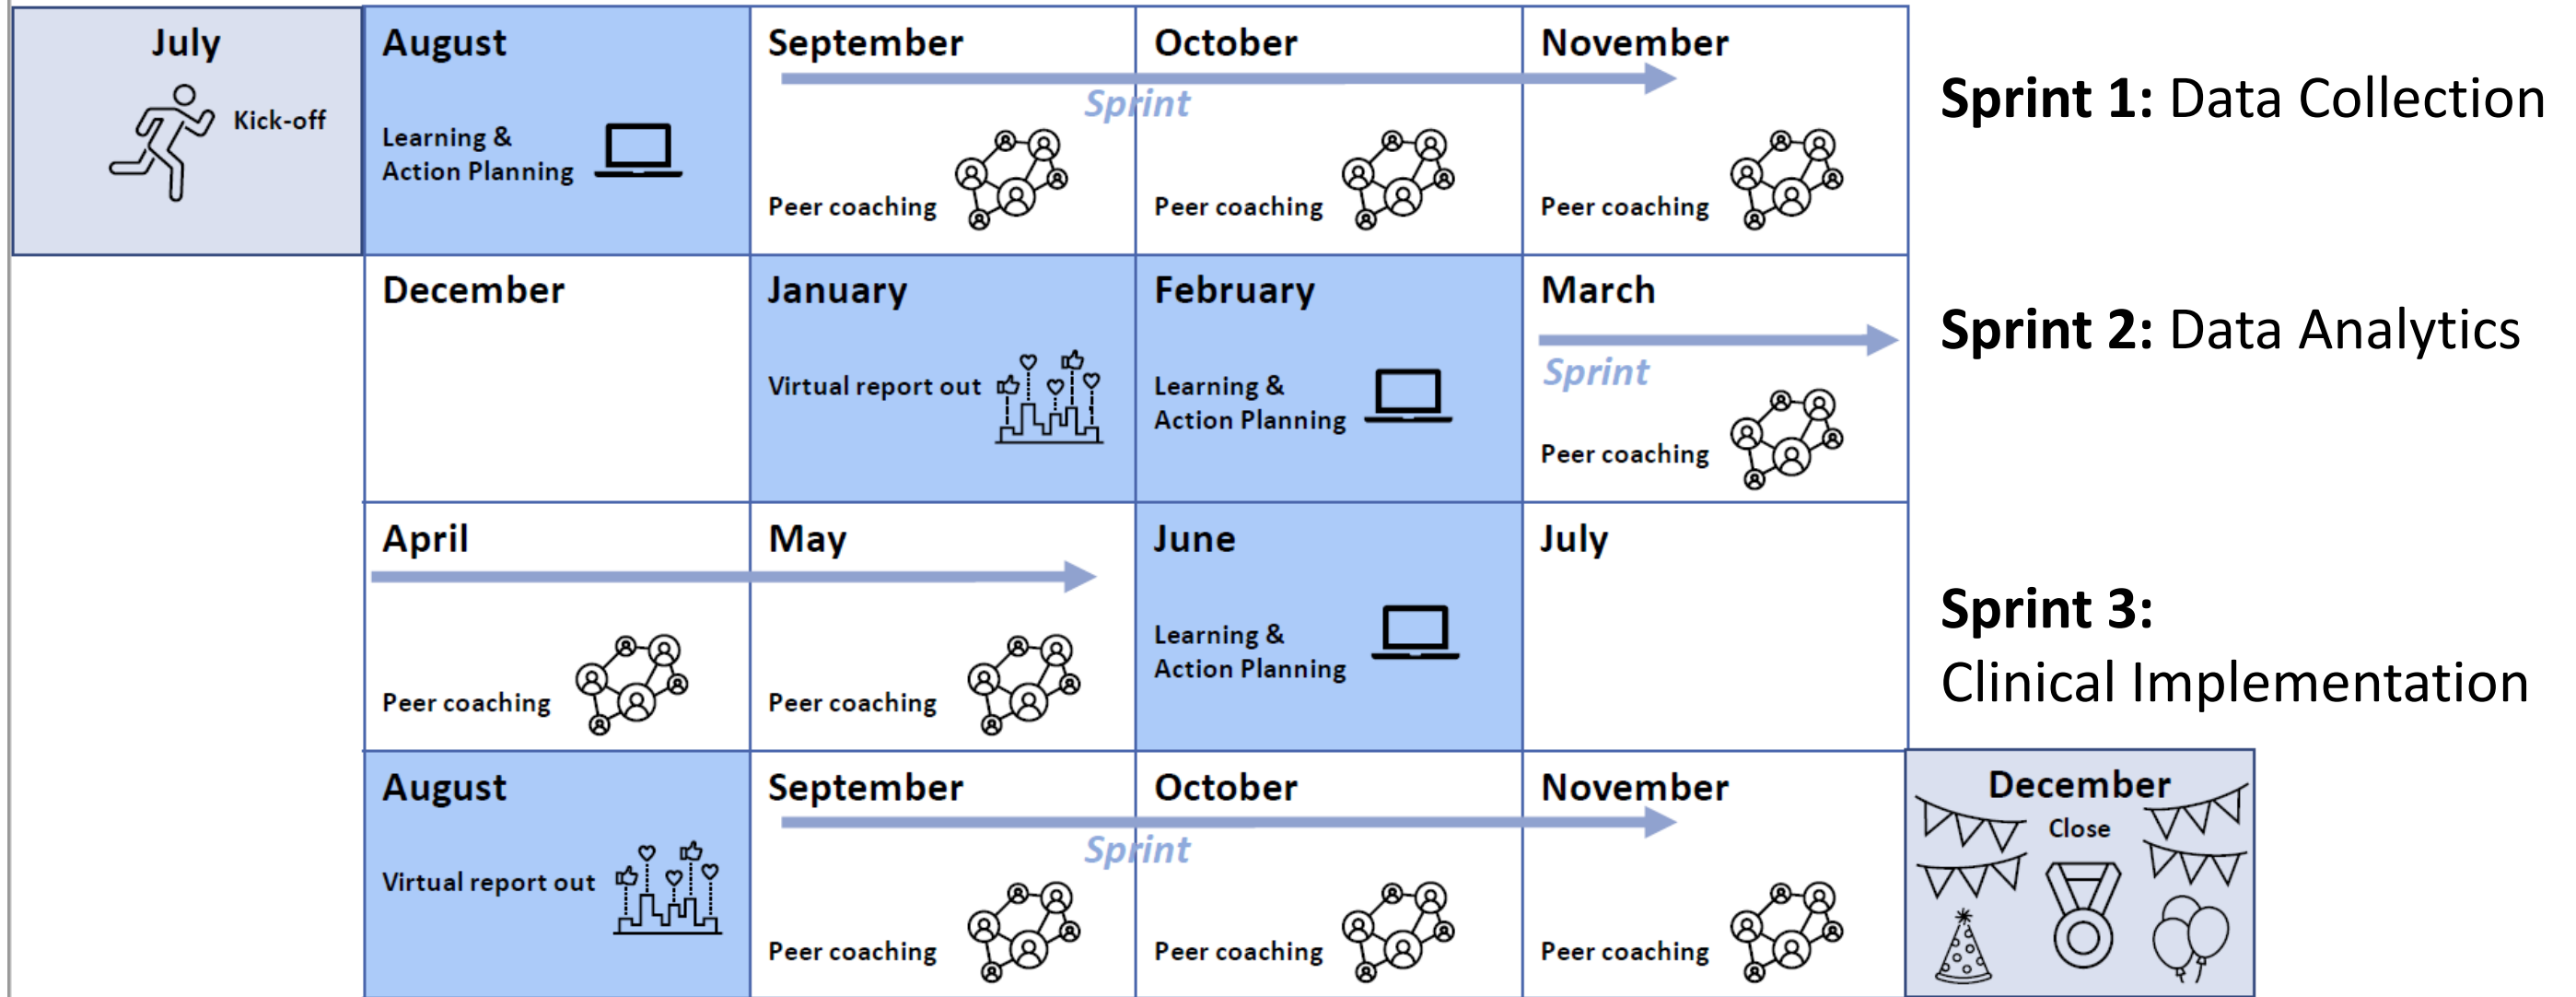 July
Kick-off
August
Learning &
Action Planning
September
Peer coaching
Sprint
October
Peer coaching
November
Peer coaching
Sprint 1: Data Collection
December
January
Virtual report out
February
Learning &
Action Planning
March
Sprint
Peer coaching
Sprint 2: Data Analytics
April
Peer coaching
May
Peer coaching
June
Learning &
Action Planning
July
Sprint 3:
Clinical Implementation
August
Virtual report out
September
Peer coaching
Sprint
October
Peer coaching
November
Peer coaching
December
Close